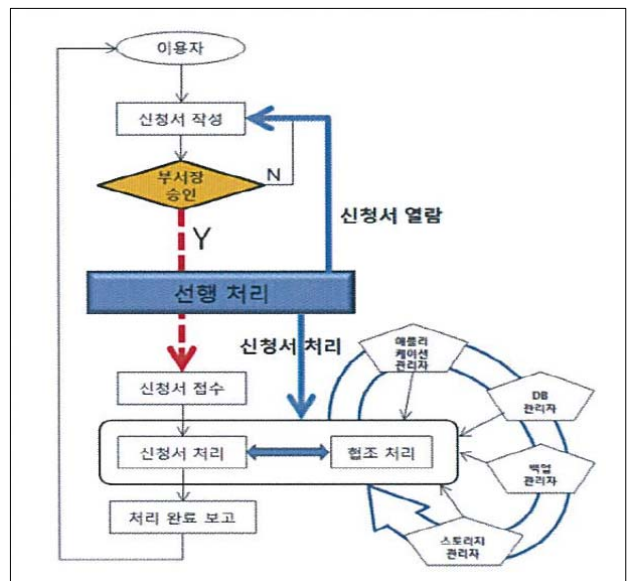 이용자
신청서 작성
부서장
승인
N
Y
신청서 열람
선행 처리
신청서 처리
애플리
케이션
관리자
DB
관리자
신청서 접수
신청서 처리
협조 처리
백업
관리자
처리 완료 보고
스토리지
관리자